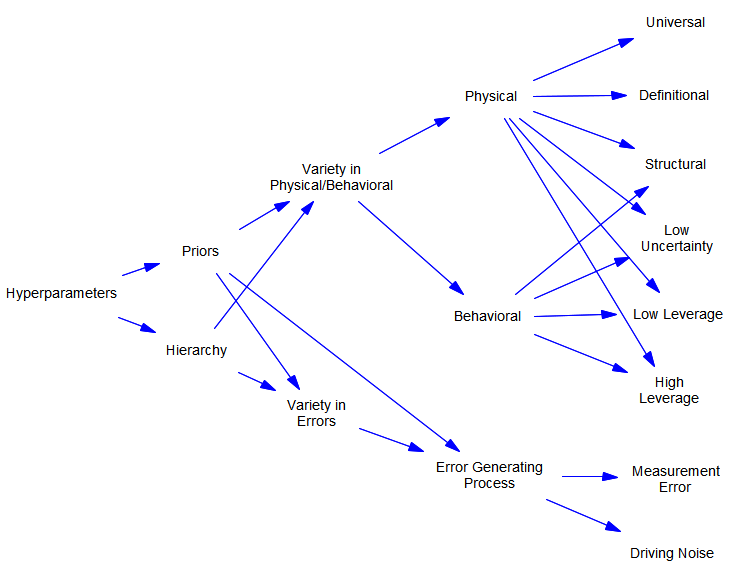 Universal
Physical
Definitional
Structural
Variety in
Physical/Behavioral
Low
Uncertainty
Priors
Hyperparameters
Behavioral
Low Leverage
Hierarchy
High
Leverage
Variety in
Errors
Error Generating
Process
Measurement
Error
Driving Noise